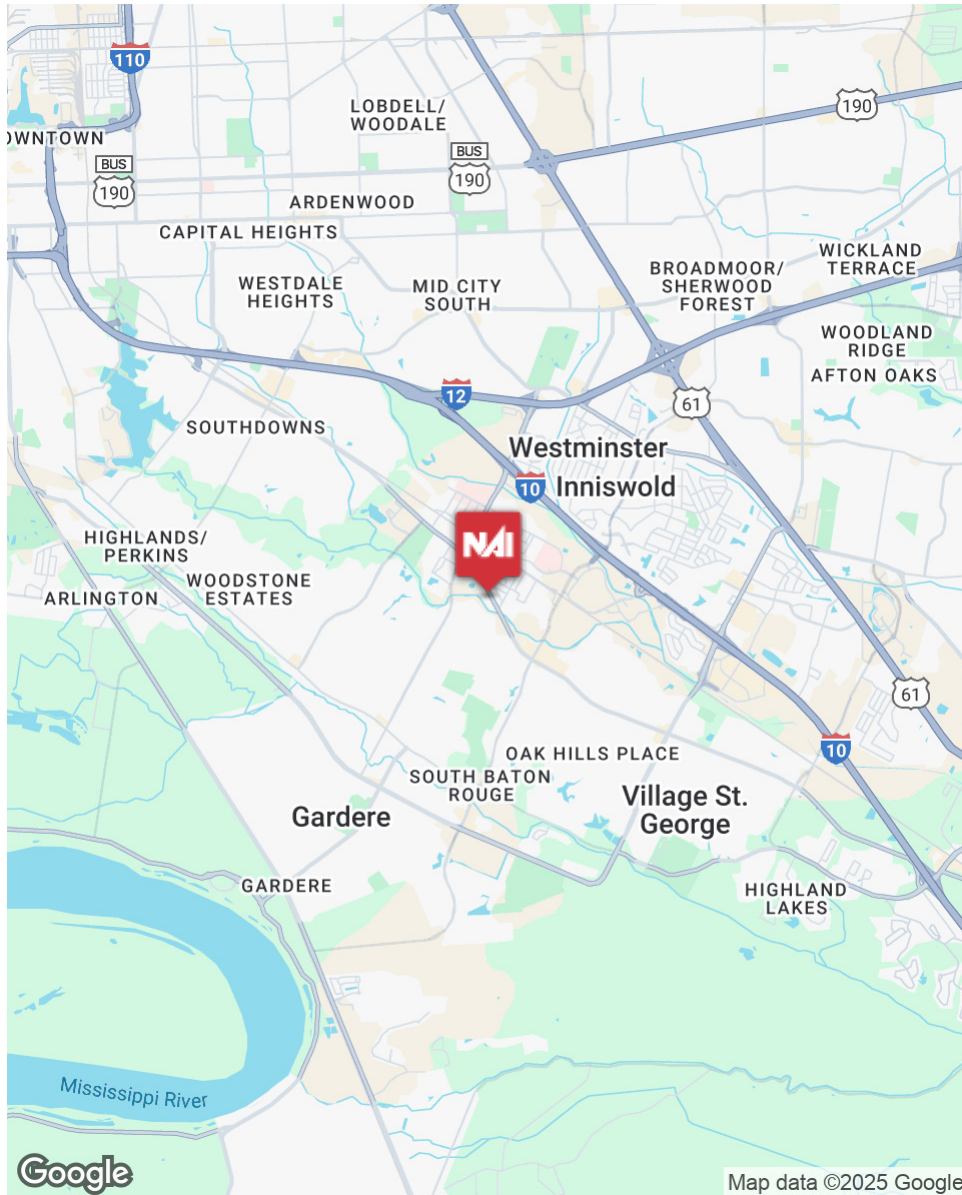 110
LOBDELL/
WOODALE
190
OWNTOWN
BUS
190
BUS
190
ARDENWOOD
CAPITAL HEIGHTS
WESTDALE
HEIGHTS
MID CITY
SOUTH
BROADMOOR/
SHERWOOD
FOREST
WICKLAND
TERRACE
WOODLAND
RIDGE
AFTON OAKS
12
61
SOUTHDOWNS
Westminster
10
Inniswold
NAI
HIGHLANDS/
PERKINS
WOODSTONE
ESTATES
ARLINGTON
61
10
OAK HILLS PLACE
SOUTH BATON
ROUGE
Village St.
George
Gardere
GARDERE
HIGHLAND
LAKES
Mississippi River
Google
Map data ©2025 Google